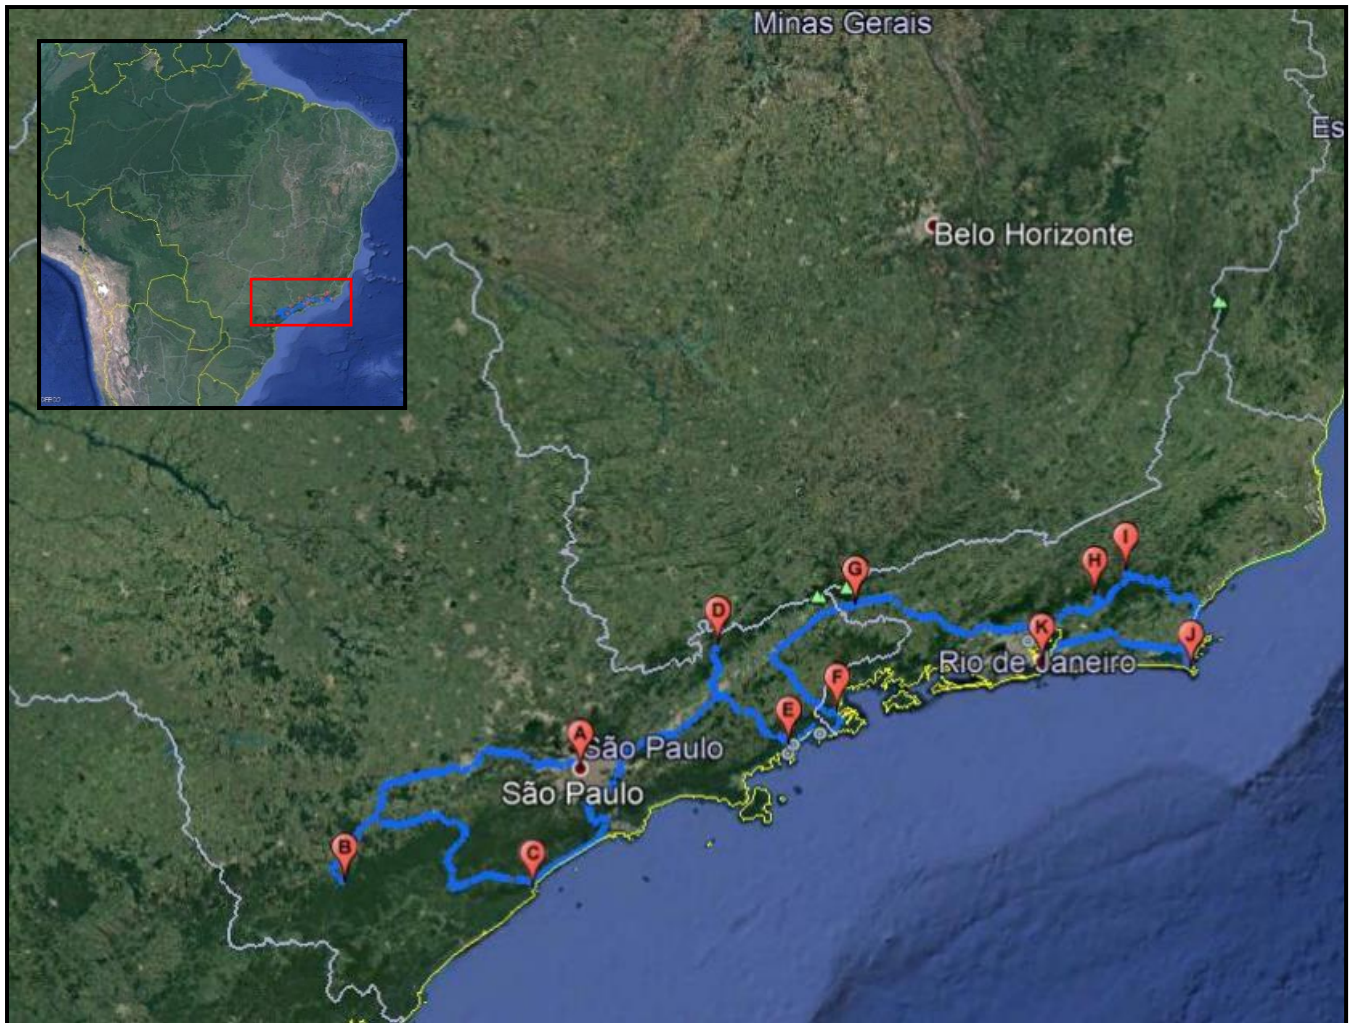 Minas Gerais
Es
Belo Horizonte
I
H
G
D
K
J
Rio de Janeiro
F
E
A
São Paulo
São Paulo
B
C